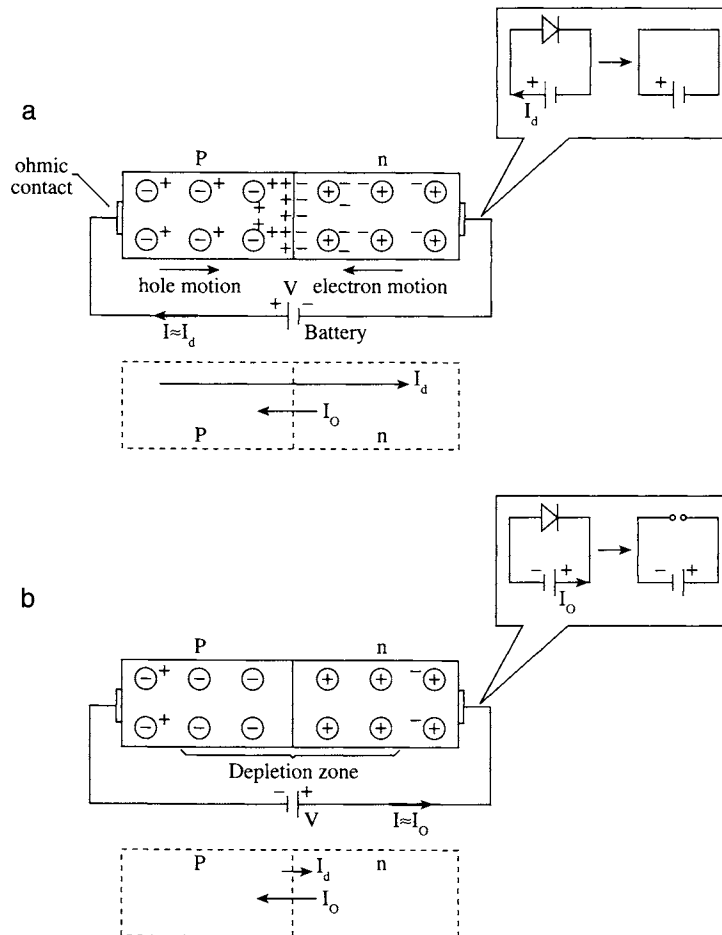 a
+
I_d
+
ohmic
contact
P
n
− + − + − + + + − + − − + − +
+ + − −
+ −
− + − + − + + + − + − − + − +
+ −
hole motion
V
electron motion
+ −
I≈I_d
Battery
I_d
I_O
P
n
b
− +
I_O
− +
P
n
− + − − + + − +
− + − − + + − +
Depletion zone
− +
V
I≈I_O
P
I_d
n
I_O